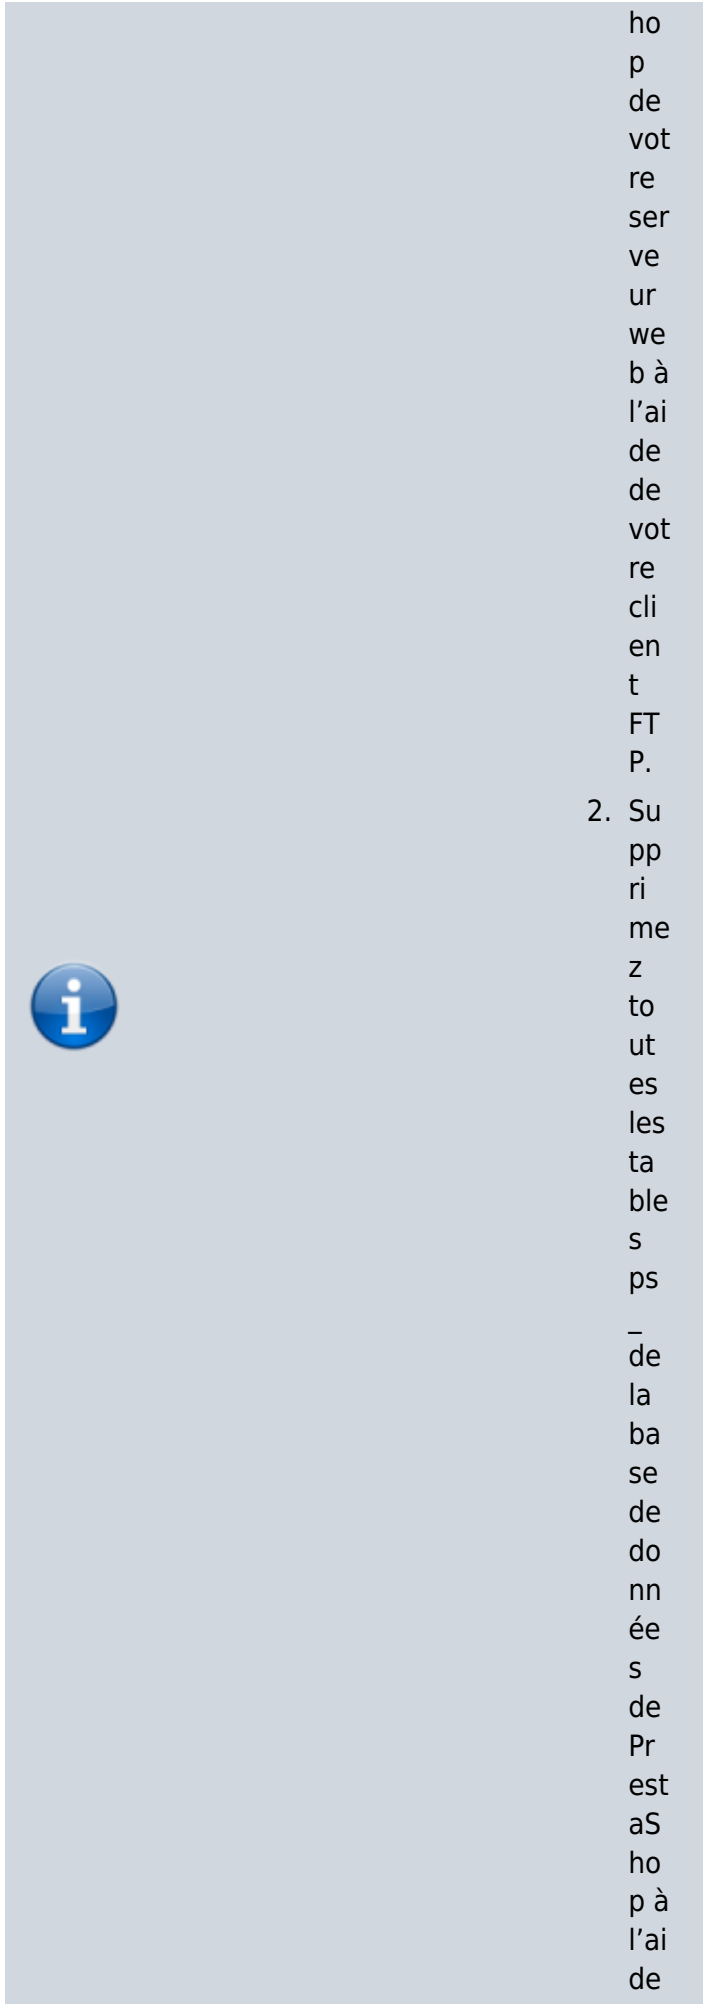 ho
p
de
vot
re
ser
ve
ur
we
b à
l’ai
de
de
vot
re
cli
en
t
FT
P.
2. Su
pp
ri
me
z
to
ut
es
les
ta
ble
s
ps
_
de
la
ba
se
de
do
nn
ée
s
de
Pr
est
aS
ho
p à
l’ai
de